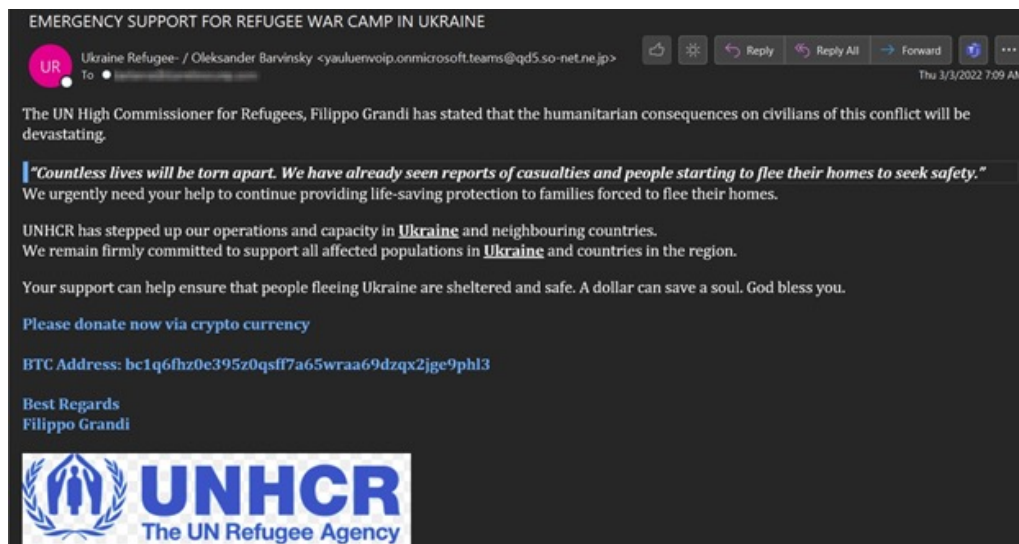 EMERGENCY SUPPORT FOR REFUGEE WAR CAMP IN UKRAINE
UR
Ukraine Refugee- / Oleksander Barvinsky <yauluenvoip.onmicrosoft.teams@qd5.so-net.ne.jp>
Reply
Reply All
Forward
To
Thu 3/3/2022 7:09 AM
The UN High Commissioner for Refugees, Filippo Grandi has stated that the humanitarian consequences on civilians of this conflict will be
devastating.
"Countless lives will be torn apart. We have already seen reports of casualties and people starting to flee their homes to seek safety."
We urgently need your help to continue providing life-saving protection to families forced to flee their homes.
UNHCR has stepped up our operations and capacity in Ukraine and neighbouring countries.
We remain firmly committed to support all affected populations in Ukraine and countries in the region.
Your support can help ensure that people fleeing Ukraine are sheltered and safe. A dollar can save a soul. God bless you.
Please donate now via crypto currency
BTC Address: bc1q6fhz0e395z0qsff7a65wraa69dzqx2jge9phl3
Best Regards
Filippo Grandi
UNHCR
The UN Refugee Agency